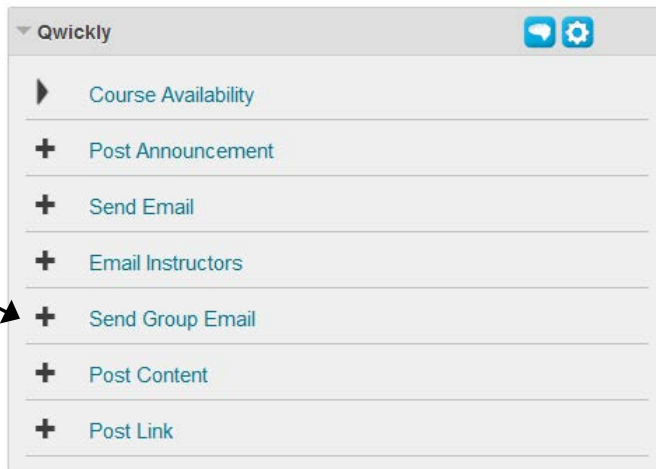 Qwickly
Course Availability
Post Announcement
Send Email
Email Instructors
Send Group Email
Post Content
Post Link